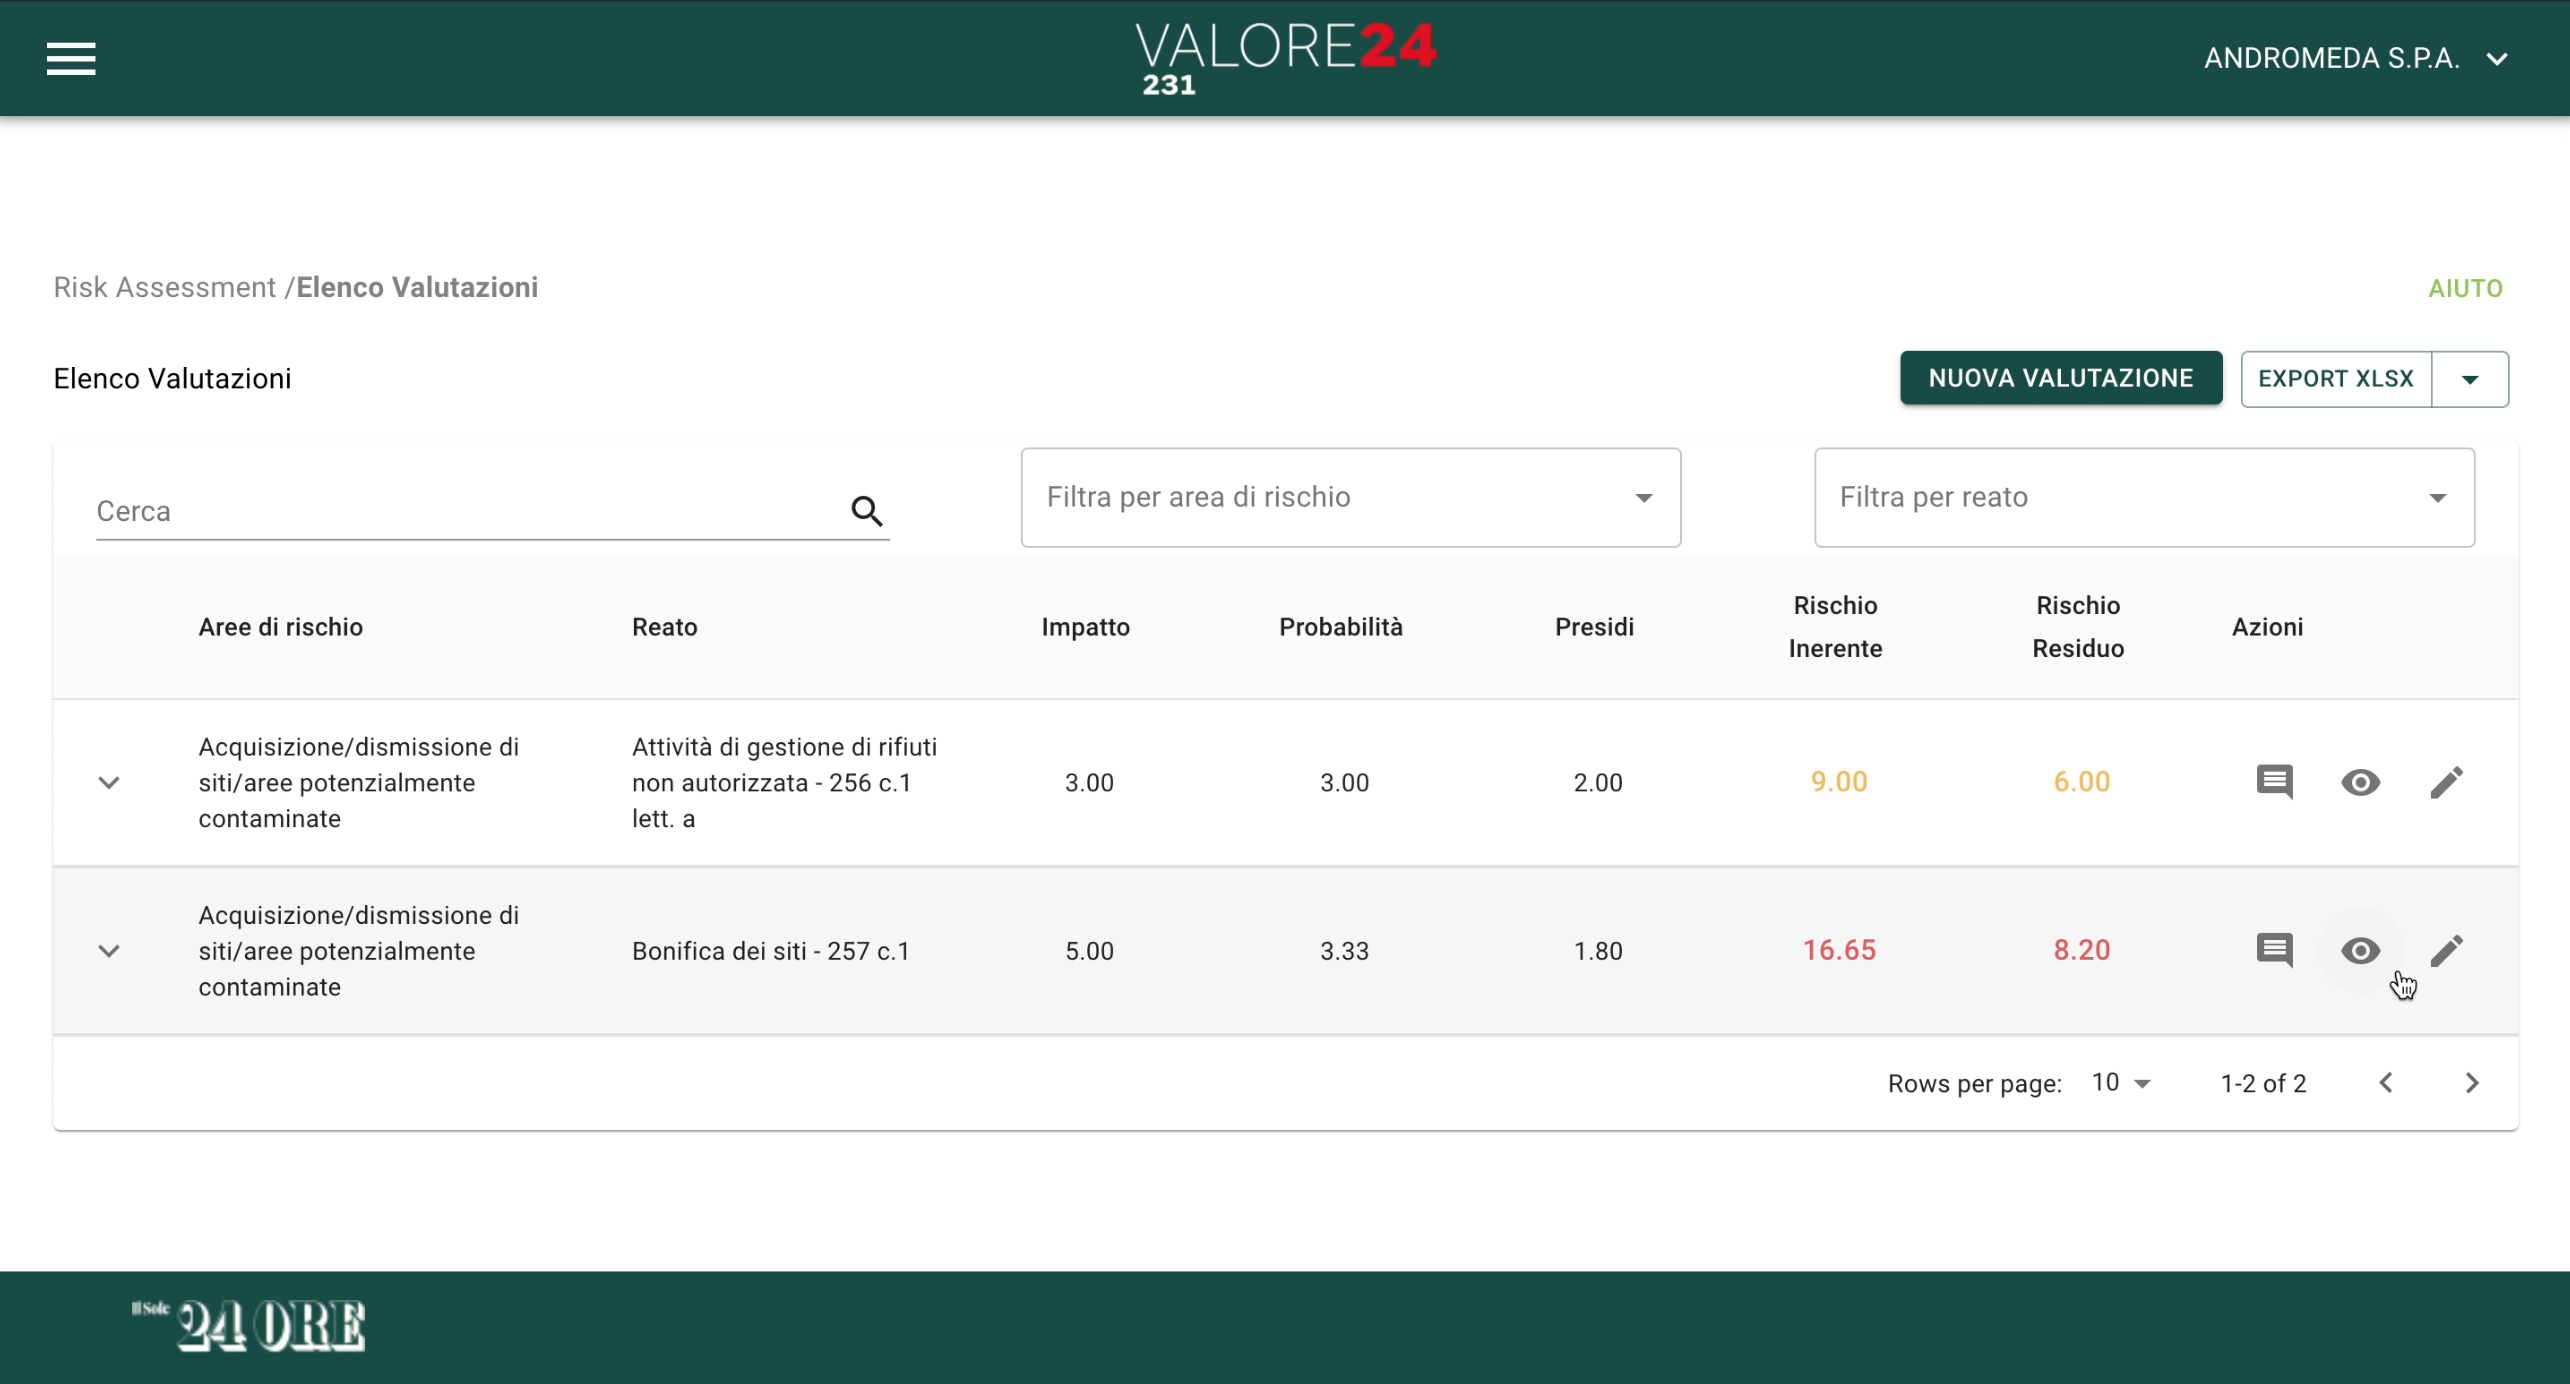 VALORE24
231
ANDROMEDA S.P.A.
Risk Assessment /Elenco Valutazioni
AIUTO
Elenco Valutazioni
NUOVA VALUTAZIONE
EXPORT XLSX
Cerca
Filtra per area di rischio
Filtra per reato
Aree di rischio
Reato
Impatto
Probabilità
Presidi
Rischio
Inerente
Rischio
Residuo
Azioni
Acquisizione/dismissione di
siti/aree potenzialmente
contaminate
Attività di gestione di rifiuti
non autorizzata - 256 c.1
lett. a
3.00
3.00
2.00
9.00
6.00
Acquisizione/dismissione di
siti/aree potenzialmente
contaminate
Bonifica dei siti - 257 c.1
5.00
3.33
1.80
16.65
8.20
Rows per page: 10
1-2 of 2
Il Sole
24 ORE